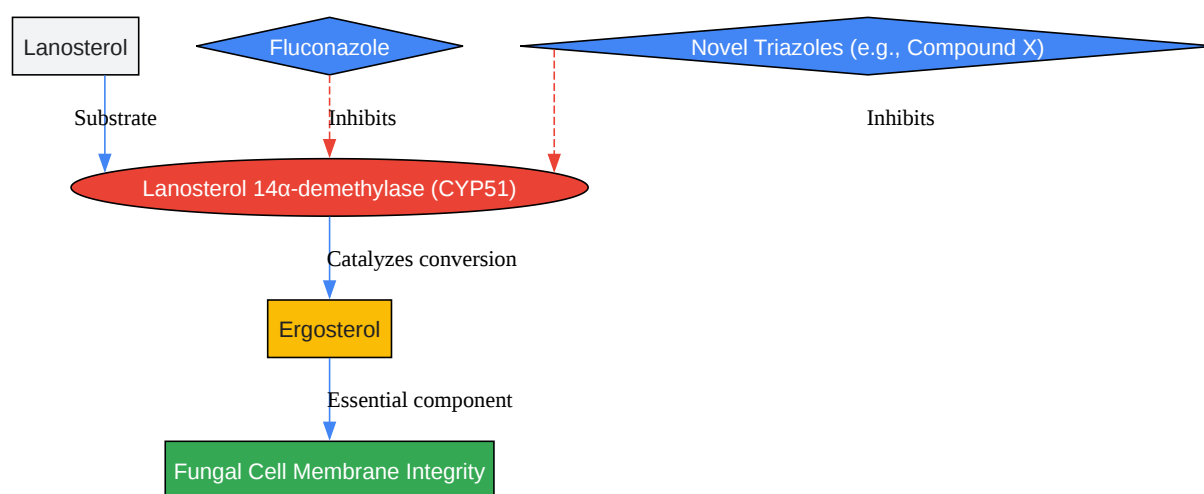 Lanosterol
Fluconazole
Novel Triazoles (e.g., Compound X)
Substrate
Inhibits
Inhibits
Lanosterol 14α-demethylase (CYP51)
Catalyzes conversion
Ergosterol
Essential component
Fungal Cell Membrane Integrity